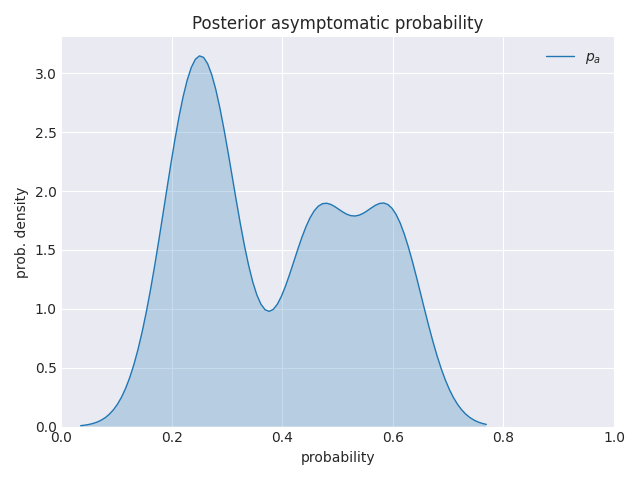 Posterior asymptomatic probability
pₐ
prob. density
3.0
2.5
2.0
1.5
1.0
0.5
0.0
0.0 0.2 0.4 0.6 0.8 1.0
probability